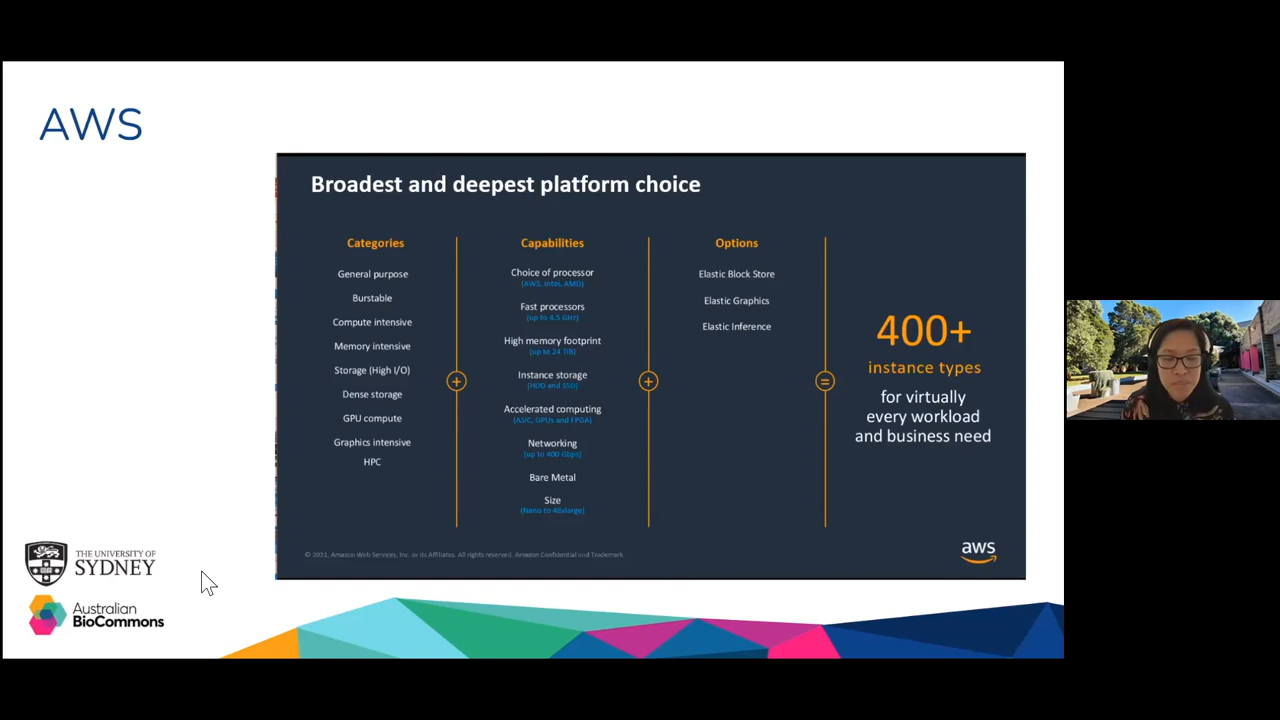 AWS
Broadest and deepest platform choice
Categories
General purpose
Burstable
Compute intensive
Memory intensive
Storage (High I/O)
Dense storage
GPU compute
Graphics intensive
HPC
Capabilities
Choice of processor
(AWS, Intel, AMD)
Fast processors
(up to 4.5 GHz)
High memory footprint
(up to 24 TiB)
Instance storage
(HDD and SSD)
Accelerated computing
(ASIC, GPUs and FPGA)
Networking
(up to 400 Gbps)
Bare Metal
Size
(Nano to 48xlarge)
Options
Elastic Block Store
Elastic Graphics
Elastic Inference
+
+
=
400+
instance types
for virtually
every workload
and business need
© 2021, Amazon Web Services, Inc. or its Affiliates. All rights reserved. Amazon Confidential and Trademark
aws
THE UNIVERSITY OF
SYDNEY
Australian
BioCommons